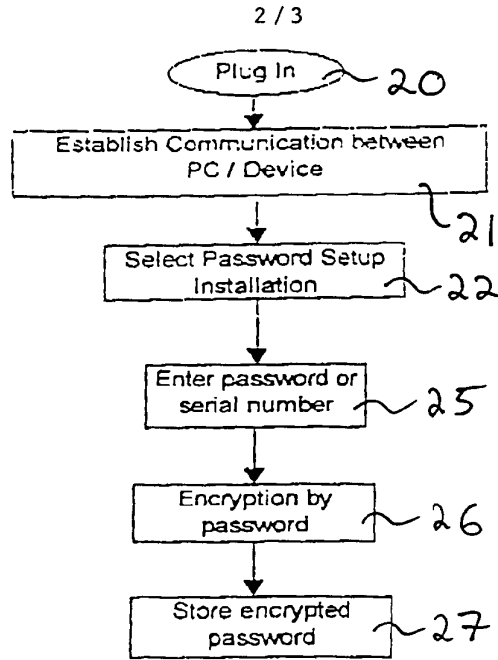 2 / 3
Plug In
20
Establish Communication between
PC / Device
21
Select Password Setup
Installation
22
Enter password or
serial number
25
Encryption by
password
26
Store encrypted
password
27